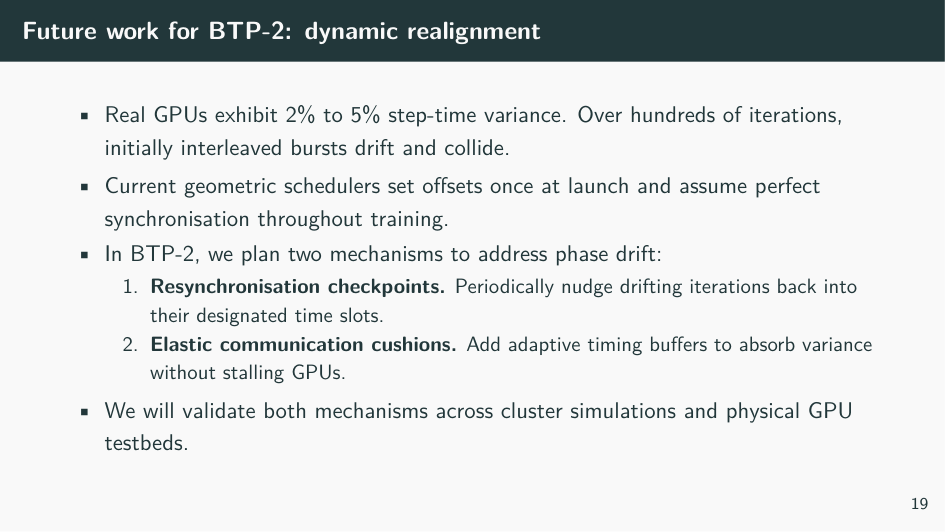 Future work for BTP-2: dynamic realignment
▪ Real GPUs exhibit 2% to 5% step-time variance. Over hundreds of iterations,
initially interleaved bursts drift and collide.
▪ Current geometric schedulers set offsets once at launch and assume perfect
synchronisation throughout training.
▪ In BTP-2, we plan two mechanisms to address phase drift:
1. Resynchronisation checkpoints. Periodically nudge drifting iterations back into
their designated time slots.
2. Elastic communication cushions. Add adaptive timing buffers to absorb variance
without stalling GPUs.
▪ We will validate both mechanisms across cluster simulations and physical GPU
testbeds.
19